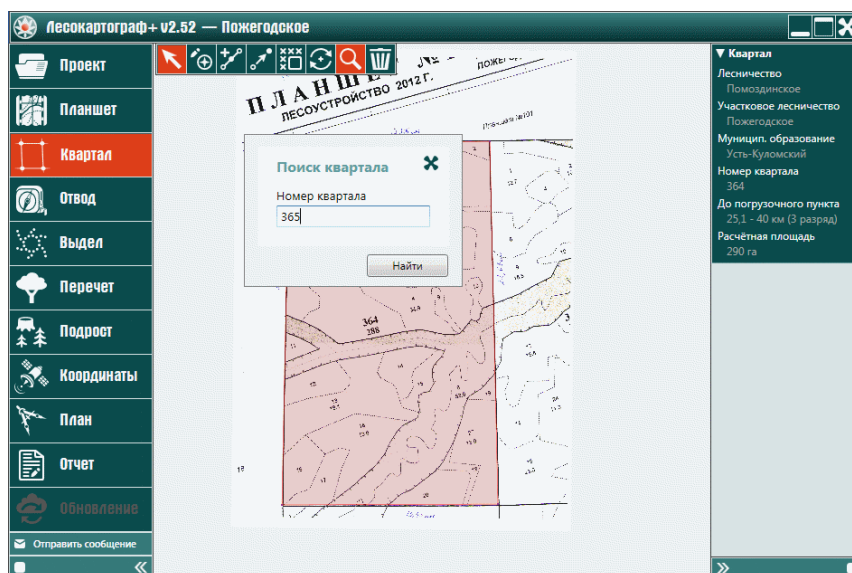 Лесокартограф+ v2.52 — Пожегодское
Проект
Планшет
Квартал
Отвод
Выдел
Перечет
Подрост
Координаты
План
Отчет
Обновление
Отправить сообщение
ПЛАНШЕТ №
ЛЕСОУСТРОЙСТВО 2012 Г.
Поиск квартала
Номер квартала
365
Найти
364
288
Квартал
Лесничество
Помоздинское
Участковое лесничество
Пожегодское
Муницип. образование
Усть-Куломский
Номер квартала
364
До погрузочного пункта
25,1 - 40 км (3 разряд)
Расчётная площадь
290 га